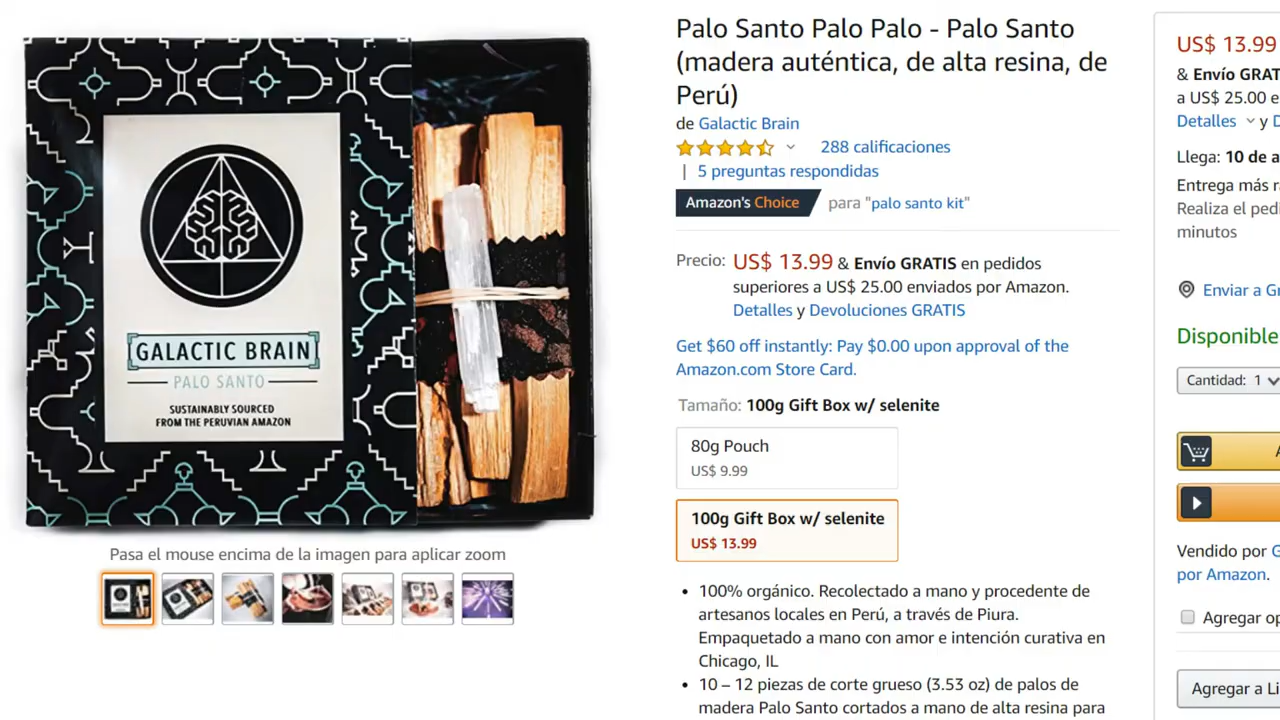 GALACTIC BRAIN
PALO SANTO
SUSTAINABLY SOURCED
FROM THE PERUVIAN AMAZON
Pasa el mouse encima de la imagen para aplicar zoom
Palo Santo Palo Palo - Palo Santo
(madera auténtica, de alta resina, de
Perú)
de Galactic Brain
288 calificaciones
| 5 preguntas respondidas
Amazon's Choice para "palo santo kit"
Precio: US$ 13.99 & Envío GRATIS en pedidos
superiores a US$ 25.00 enviados por Amazon.
Detalles y Devoluciones GRATIS
Get $60 off instantly: Pay $0.00 upon approval of the
Amazon.com Store Card.
Tamaño: 100g Gift Box w/ selenite
80g Pouch
US$ 9.99
100g Gift Box w/ selenite
US$ 13.99
• 100% orgánico. Recolectado a mano y procedente de
artesanos locales en Perú, a través de Piura.
Empaquetado a mano con amor e intención curativa en
Chicago, IL
• 10 – 12 piezas de corte grueso (3.53 oz) de palos de
madera Palo Santo cortados a mano de alta resina para
US$ 13.99
& Envío GRAT
a US$ 25.00 e
Detalles y D
Llega: 10 de a
Entrega más r
Realiza el pedi
minutos
Enviar a Gr
Disponible
Cantidad: 1
A
Vendido por G
por Amazon.
Agregar op
Agregar a Li